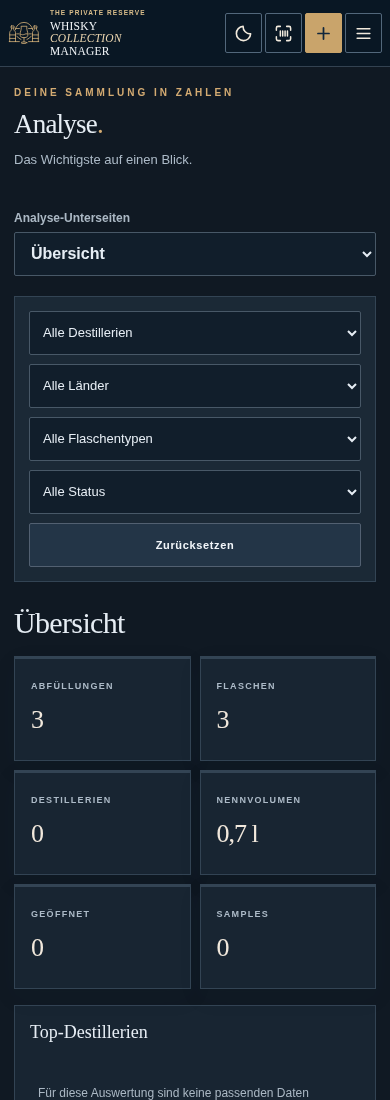 THE PRIVATE RESERVE
WHISKY
COLLECTION
MANAGER
DEINE SAMMLUNG IN ZAHLEN
Analyse.
Das Wichtigste auf einen Blick.
Analyse-Unterseiten
Übersicht
Alle Destillerien
Alle Länder
Alle Flaschentypen
Alle Status
Zurücksetzen
Übersicht
ABFÜLLUNGEN
3
FLASCHEN
3
DESTILLERIEN
0
NENNVOLUMEN
0,7 l
GEÖFFNET
0
SAMPLES
0
Top-Destillerien
Für diese Auswertung sind keine passenden Daten